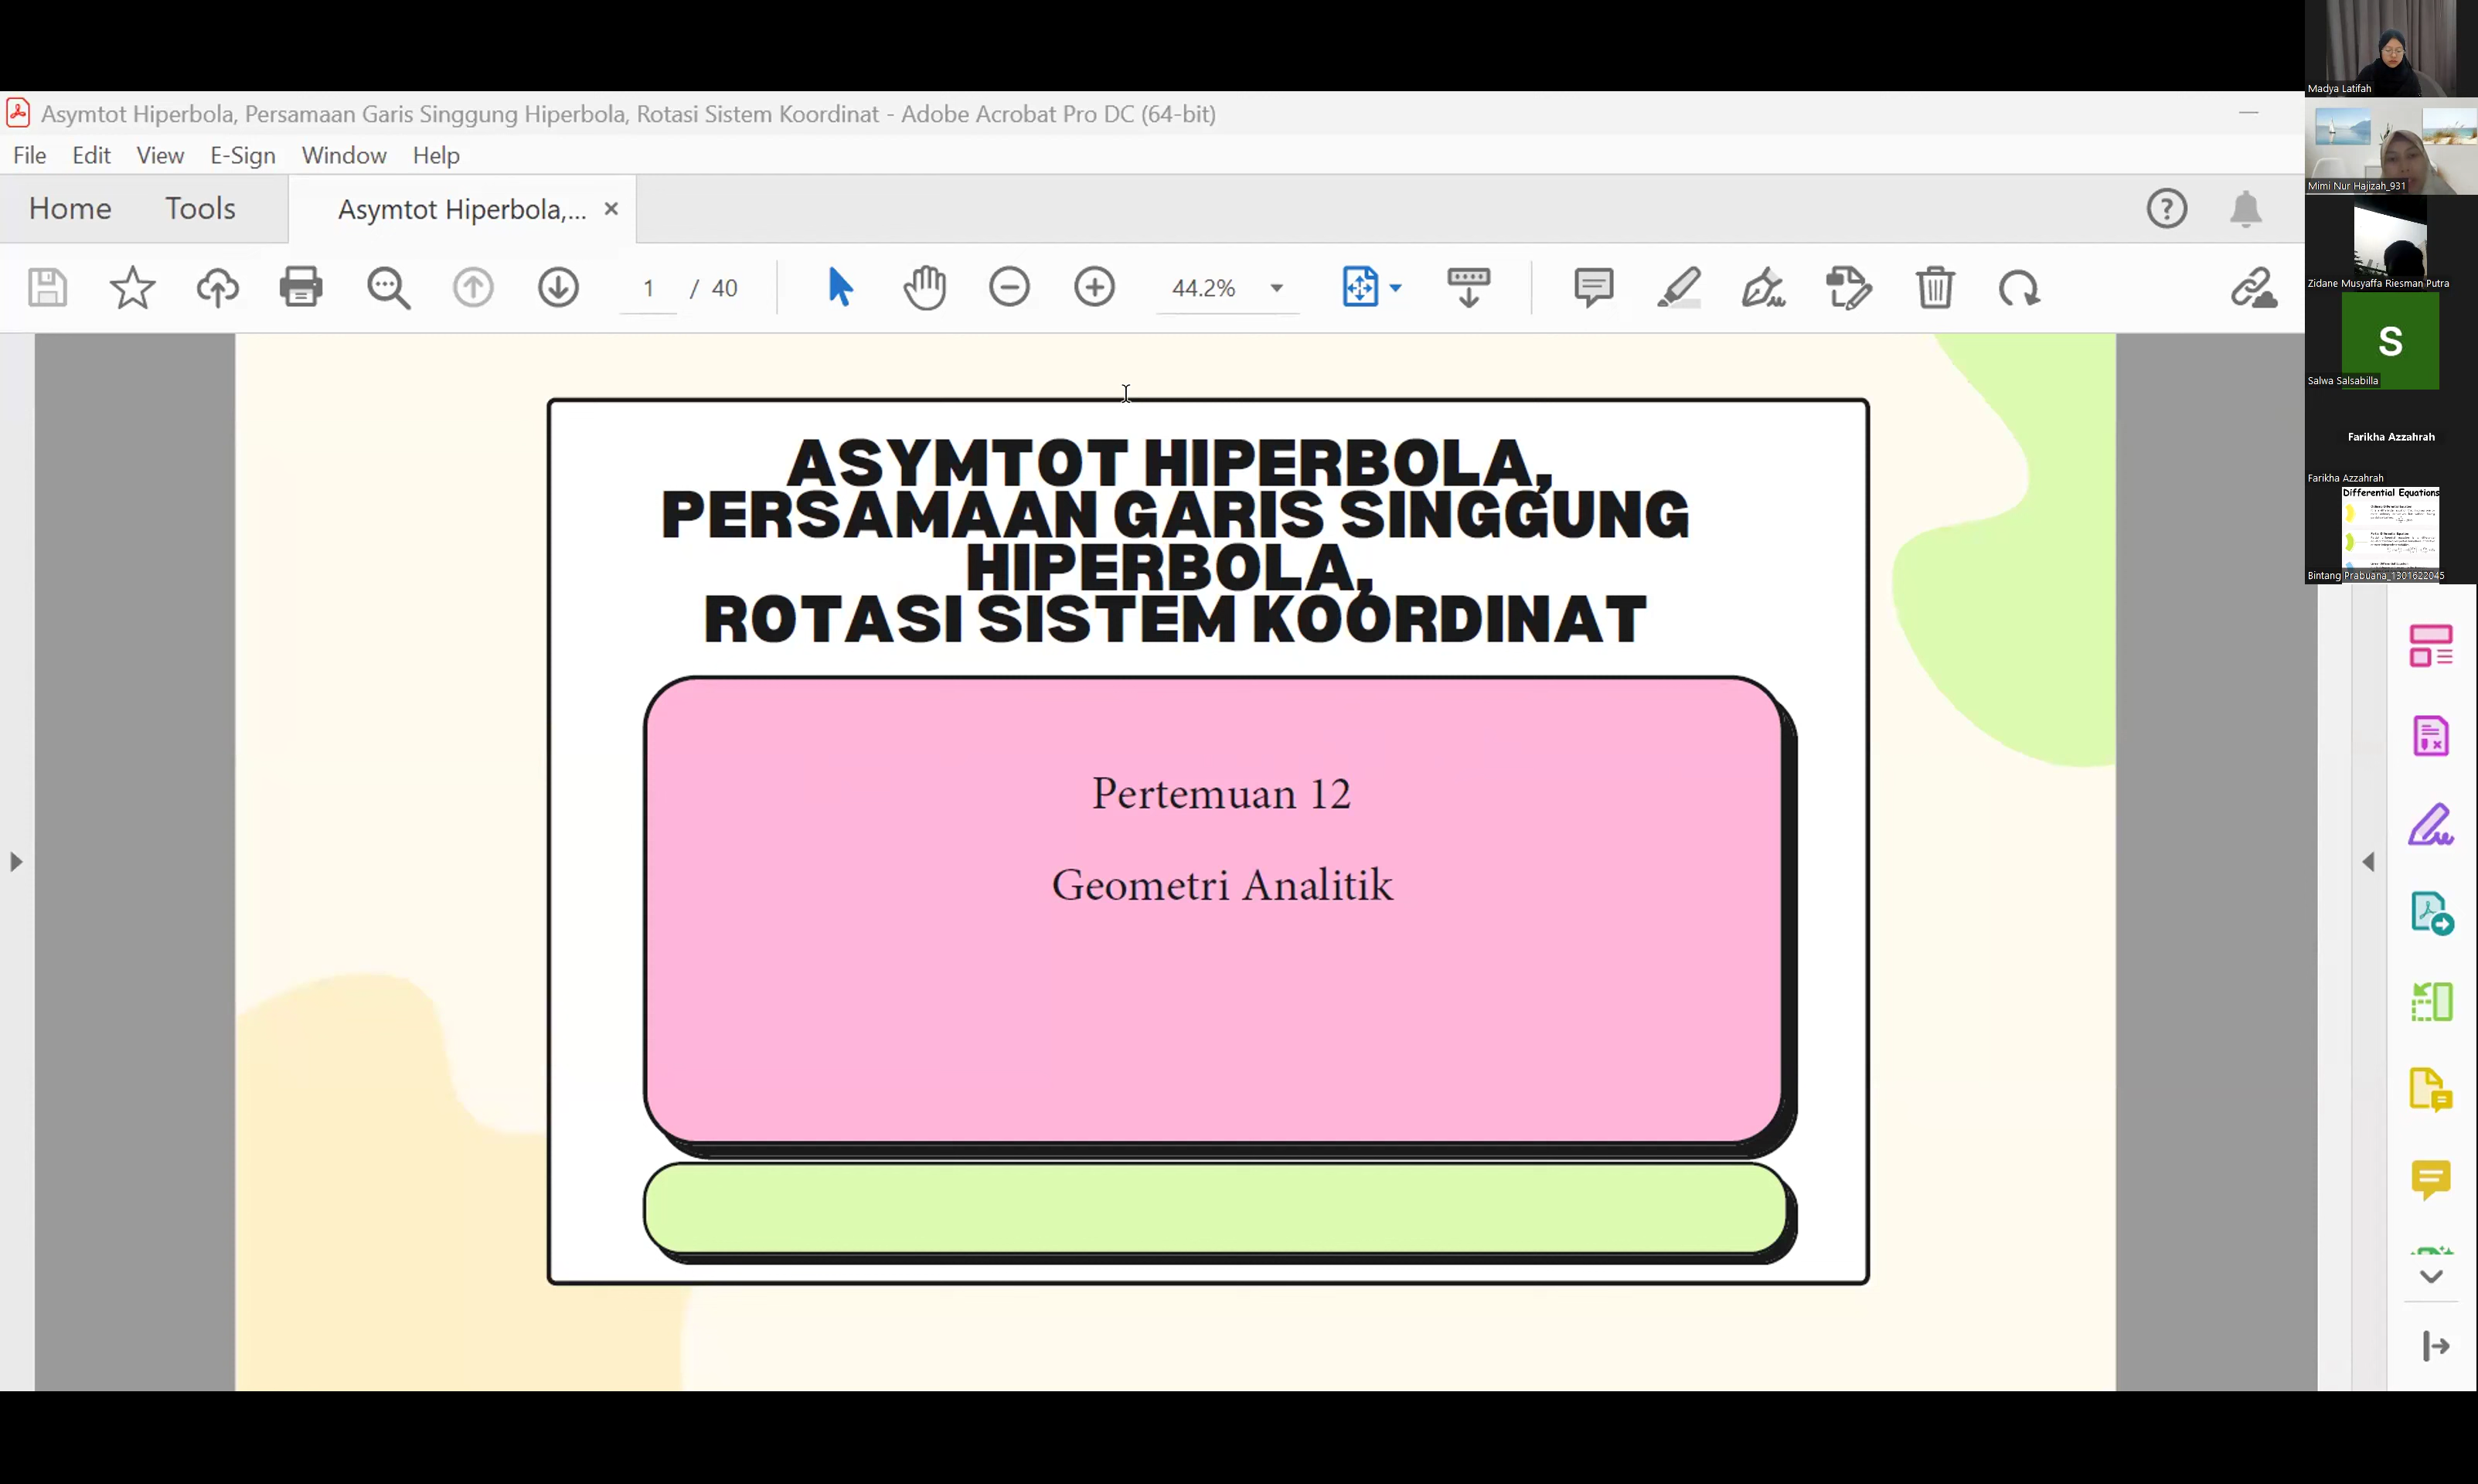 Asymtot Hiperbola, Persamaan Garis Singgung Hiperbola, Rotasi Sistem Koordinat - Adobe Acrobat Pro DC (64-bit)
File Edit View E-Sign Window Help
Home Tools Asymtot Hiperbola,... ×
1 / 40 44.2%
ASYMTOT HIPERBOLA,
PERSAMAAN GARIS SINGGUNG
HIPERBOLA,
ROTASI SISTEM KOORDINAT
Pertemuan 12
Geometri Analitik
Madya Latifah
Mimi Nur Hajizah_931
Zidane Musyaffa Riesman Putra
S
Salwa Salsabilla
Farikha Azzahrah
Farikha Azzahrah
Differential Equations
Bintang Prabuana_1301622045